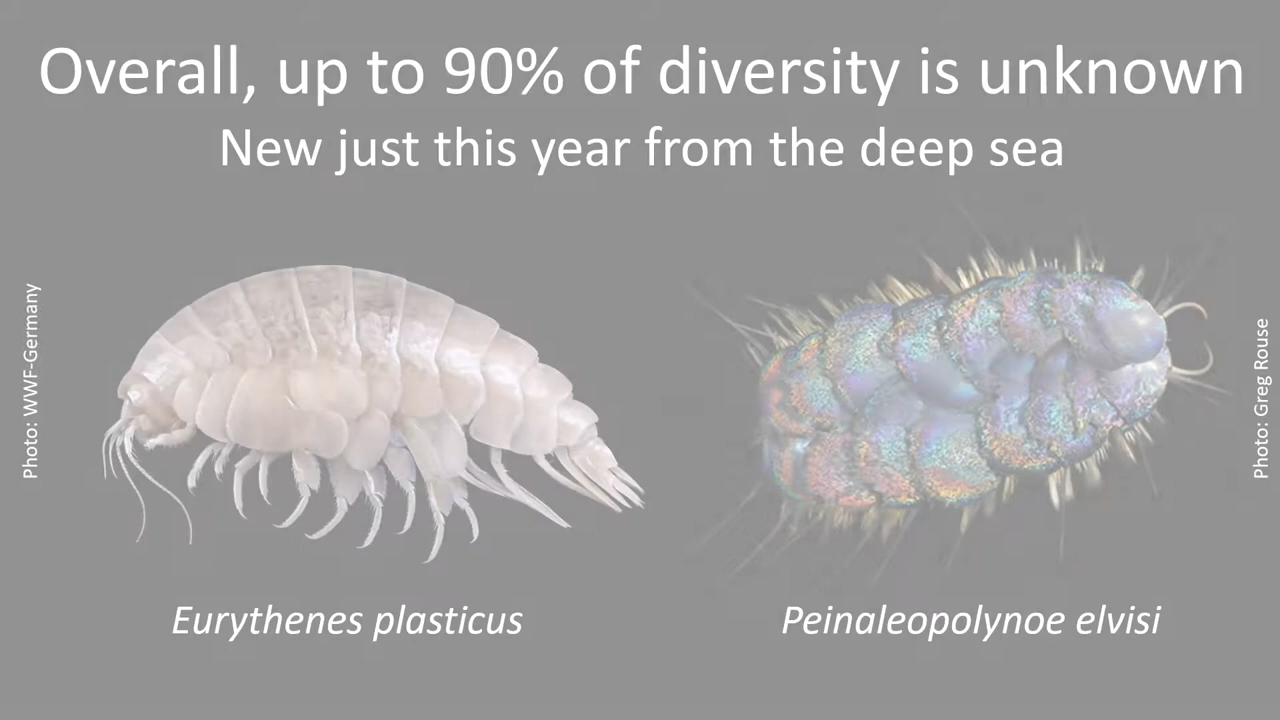 Overall, up to 90% of diversity is unknown
New just this year from the deep sea
Photo: WWF-Germany
Photo: Greg Rouse
Eurythenes plasticus
Peinaleopolynoe elvisi